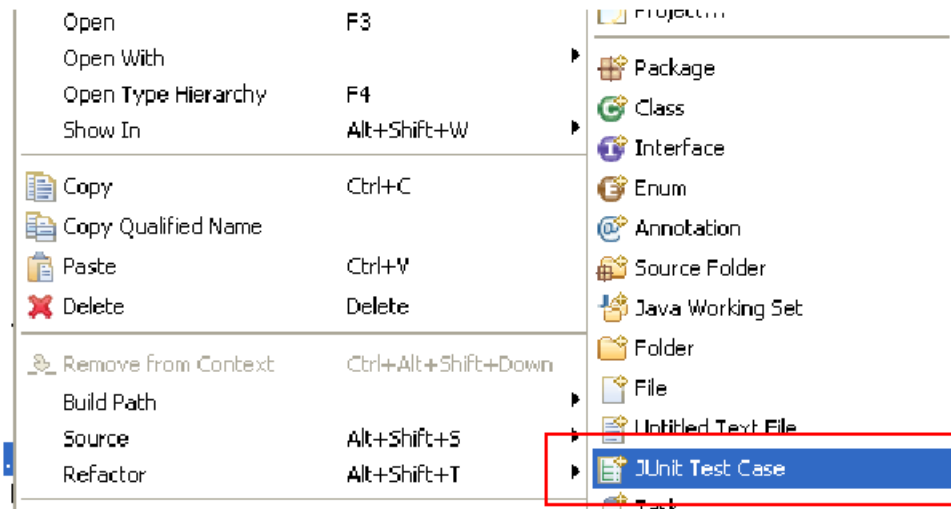 Open F3
Open With
Open Type Hierarchy F4
Show In Alt+Shift+W
Copy Ctrl+C
Copy Qualified Name
Paste Ctrl+V
Delete Delete
Remove from Context Ctrl+Alt+Shift+Down
Build Path
Source Alt+Shift+S
Refactor Alt+Shift+T
Project...
Package
Class
Interface
Enum
Annotation
Source Folder
Java Working Set
Folder
File
Untitled Text File
JUnit Test Case
Task